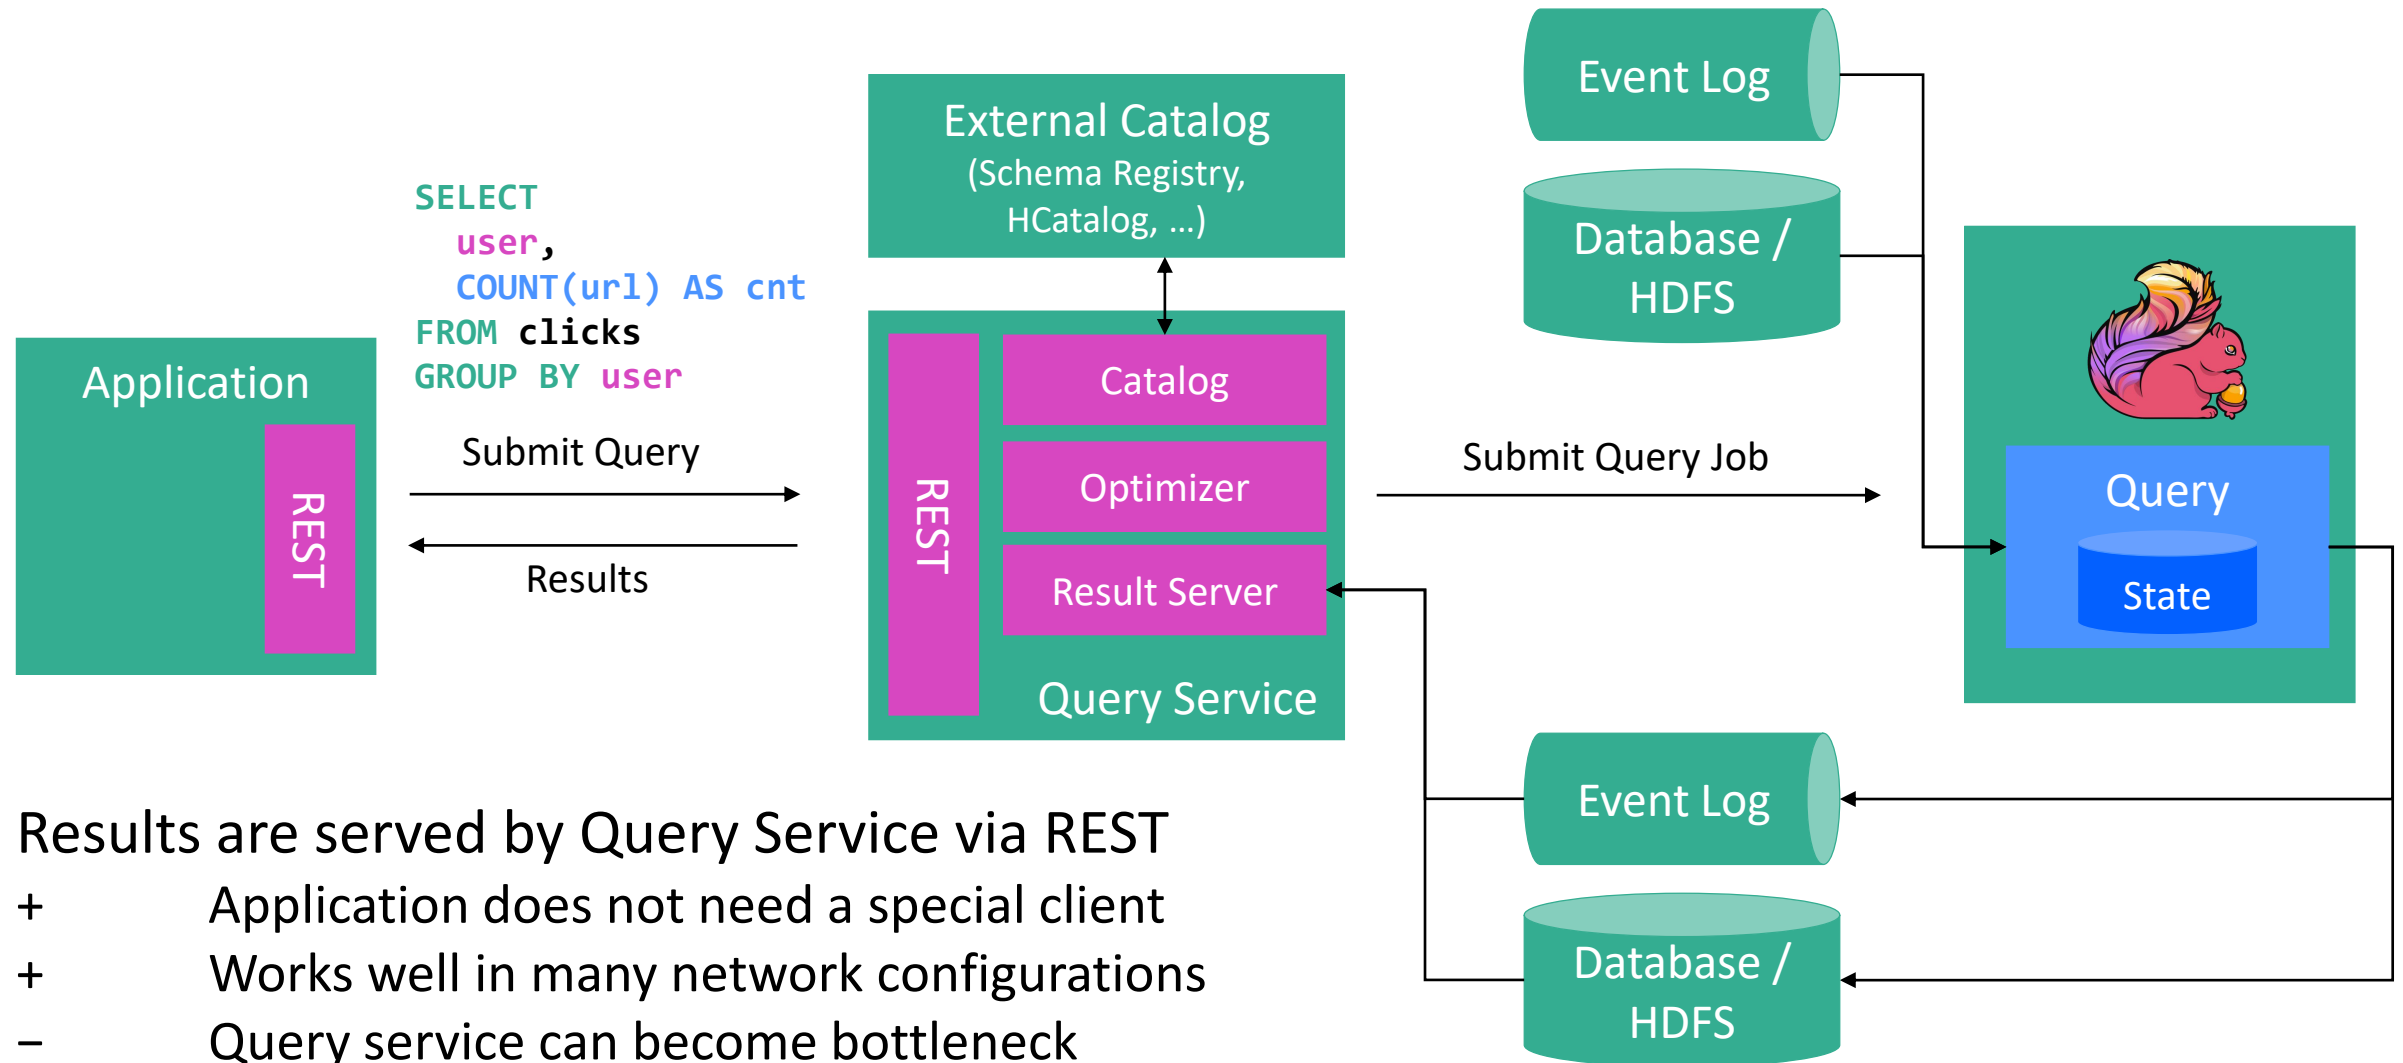 Application
REST
SELECT
user,
COUNT(url) AS cnt
FROM clicks
GROUP BY user
Submit Query
Results
External Catalog
(Schema Registry,
HCatalog, ...)
REST
Catalog
Optimizer
Result Server
Query Service
Submit Query Job
Event Log
Database /
HDFS
Query
State
Event Log
Database /
HDFS
Results are served by Query Service via REST
+ Application does not need a special client
+ Works well in many network configurations
− Query service can become bottleneck